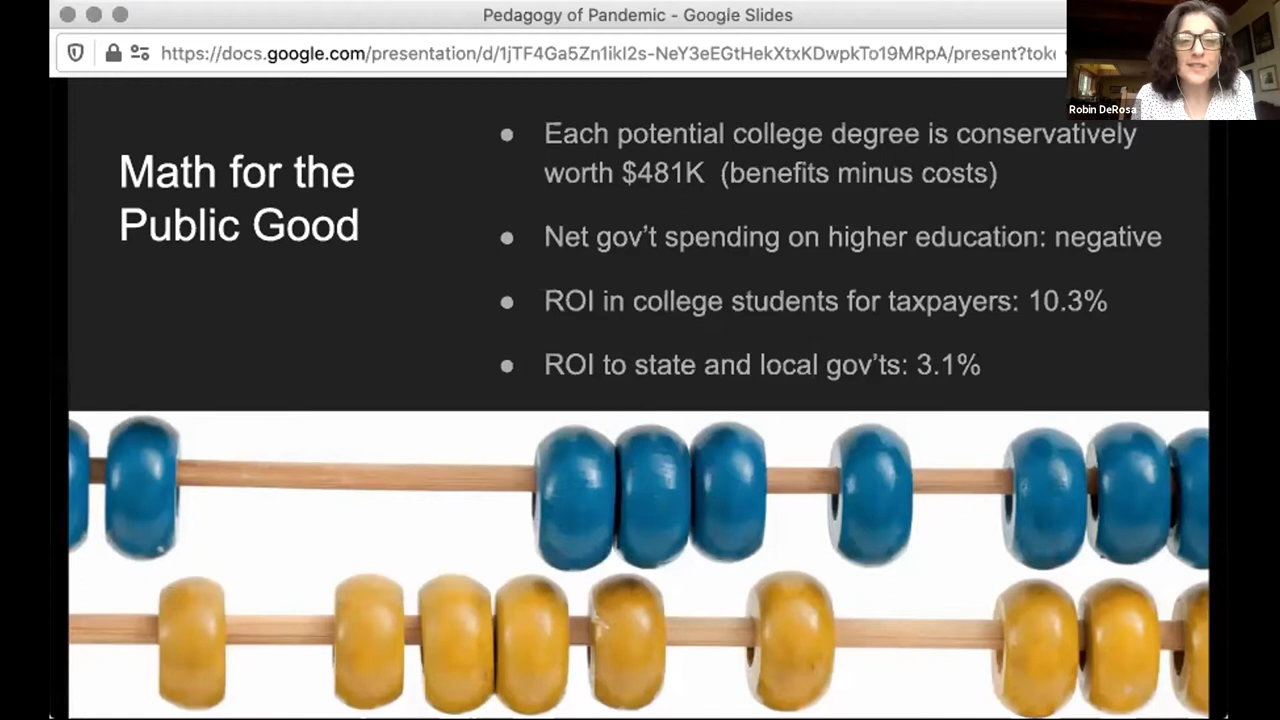 Pedagogy of Pandemic - Google Slides
https://docs.google.com/presentation/d/1jTF4Ga5Zn1ikl2s-NeY3eEGtHekXtxKDwpkTo19MRpA/present?toke
Robin DeRosa
Math for the
Public Good
● Each potential college degree is conservatively
worth $481K (benefits minus costs)
● Net gov't spending on higher education: negative
● ROI in college students for taxpayers: 10.3%
● ROI to state and local gov'ts: 3.1%